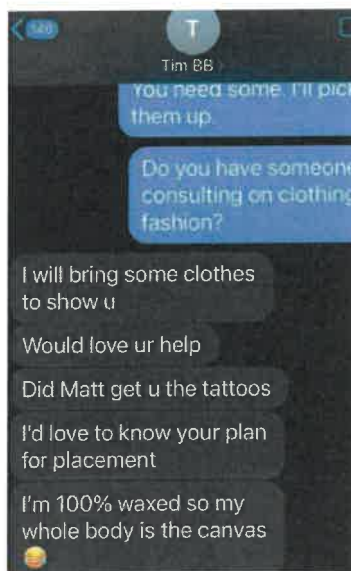 T
Tim BB
You need some. I'll pick
them up.
Do you have someone
consulting on clothing
fashion?
I will bring some clothes
to show u
Would love ur help
Did Matt get u the tattoos
I'd love to know your plan
for placement
I'm 100% waxed so my
whole body is the canvas
😂